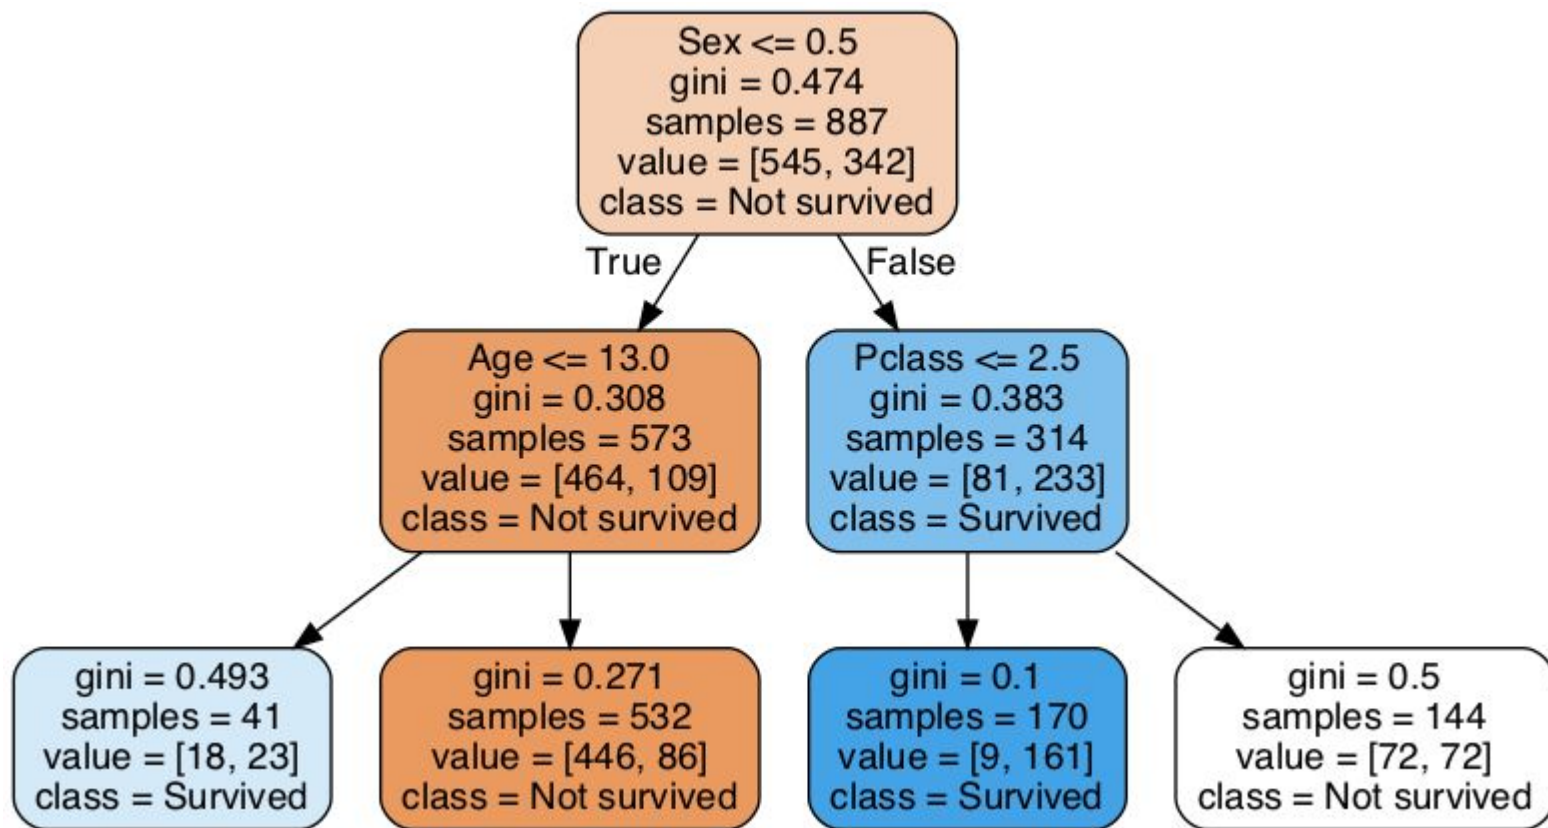 Sex <= 0.5
gini = 0.474
samples = 887
value = [545, 342]
class = Not survived
True
False
Age <= 13.0
gini = 0.308
samples = 573
value = [464, 109]
class = Not survived
Pclass <= 2.5
gini = 0.383
samples = 314
value = [81, 233]
class = Survived
gini = 0.493
samples = 41
value = [18, 23]
class = Survived
gini = 0.271
samples = 532
value = [446, 86]
class = Not survived
gini = 0.1
samples = 170
value = [9, 161]
class = Survived
gini = 0.5
samples = 144
value = [72, 72]
class = Not survived